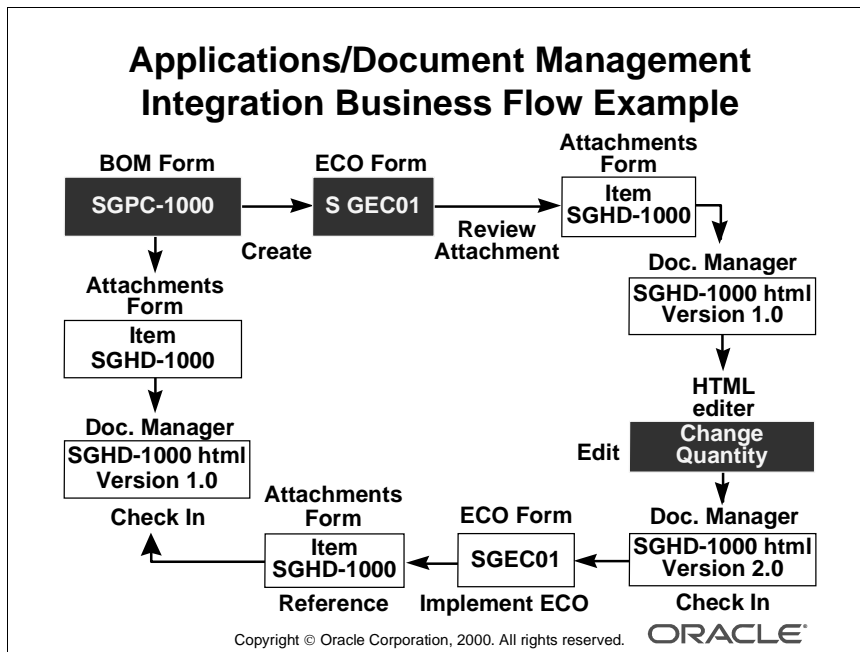 Applications/Document Management
Integration Business Flow Example
BOM Form
SGPC-1000
Create
ECO Form
S GEC01
Review
Attachment
Attachments
Form
Item
SGHD-1000
Doc. Manager
SGHD-1000 html
Version 1.0
HTML
editer
Edit
Change
Quantity
Doc. Manager
SGHD-1000 html
Version 2.0
Check In
ECO Form
SGEC01
Implement ECO
Attachments
Form
Item
SGHD-1000
Reference
Attachments
Form
Item
SGHD-1000
Doc. Manager
SGHD-1000 html
Version 1.0
Check In
Copyright © Oracle Corporation, 2000. All rights reserved.
ORACLE®